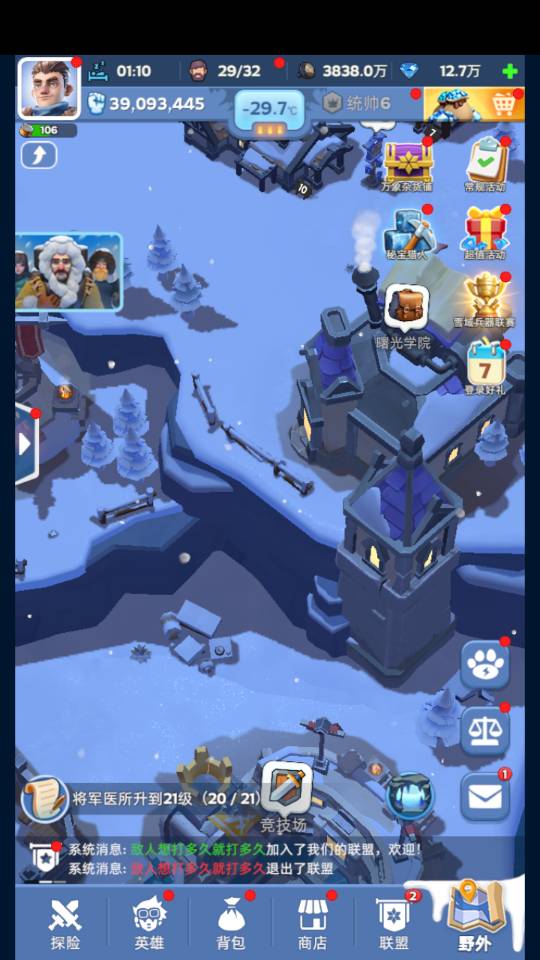 01:10
29/32
3838.0万
12.7万
39,093,445
-29.7℃
统帅6
106
7
10
万象杂货铺
常规活动
秘宝猎人
超值活动
曙光学院
雪域兵器联赛
7
登录好礼
将军医所升到21级（20 / 21）
1
竞技场
系统消息: 敌人想打多久就打多久加入了我们的联盟，欢迎！
系统消息: 敌人想打多久就打多久退出了联盟
2
探险
英雄
背包
商店
联盟
野外